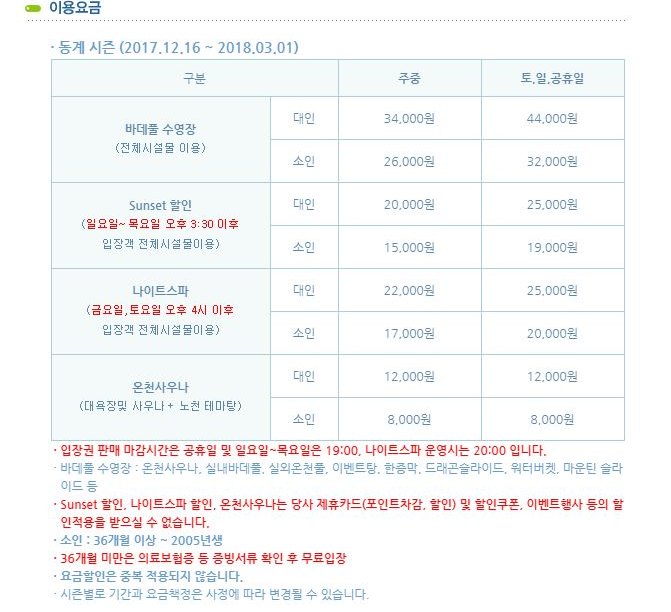 이용요금
· 동계 시즌 (2017.12.16 ~ 2018.03.01)
구분 주중 토,일,공휴일
바데풀 수영장
(전체시설물 이용)
대인 34,000원 44,000원
소인 26,000원 32,000원
Sunset 할인
(일요일~ 목요일 오후 3:30 이후
입장객 전체시설물이용)
대인 20,000원 25,000원
소인 15,000원 19,000원
나이트스파
(금요일,토요일 오후 4시 이후
입장객 전체시설물이용)
대인 22,000원 25,000원
소인 17,000원 20,000원
온천사우나
(대욕장및 사우나 + 노천 테마탕)
대인 12,000원 12,000원
소인 8,000원 8,000원
· 입장권 판매 마감시간은 공휴일 및 일요일~목요일은 19:00, 나이트스파 운영시는 20:00 입니다.
· 바데풀 수영장 : 온천사우나, 실내바데풀, 실외온천풀, 이벤트탕, 한증막, 드래곤슬라이드, 워터버켓, 마운틴 슬라
이드 등
· Sunset 할인, 나이트스파 할인, 온천사우나는 당사 제휴카드(포인트차감, 할인) 및 할인쿠폰, 이벤트행사 등의 할
인적용을 받으실 수 없습니다.
· 소인 : 36개월 이상 ~ 2005년생
· 36개월 미만은 의료보험증 등 증빙서류 확인 후 무료입장
· 요금할인은 중복 적용되지 않습니다.
· 시즌별로 기간과 요금책정은 사정에 따라 변경될 수 있습니다.